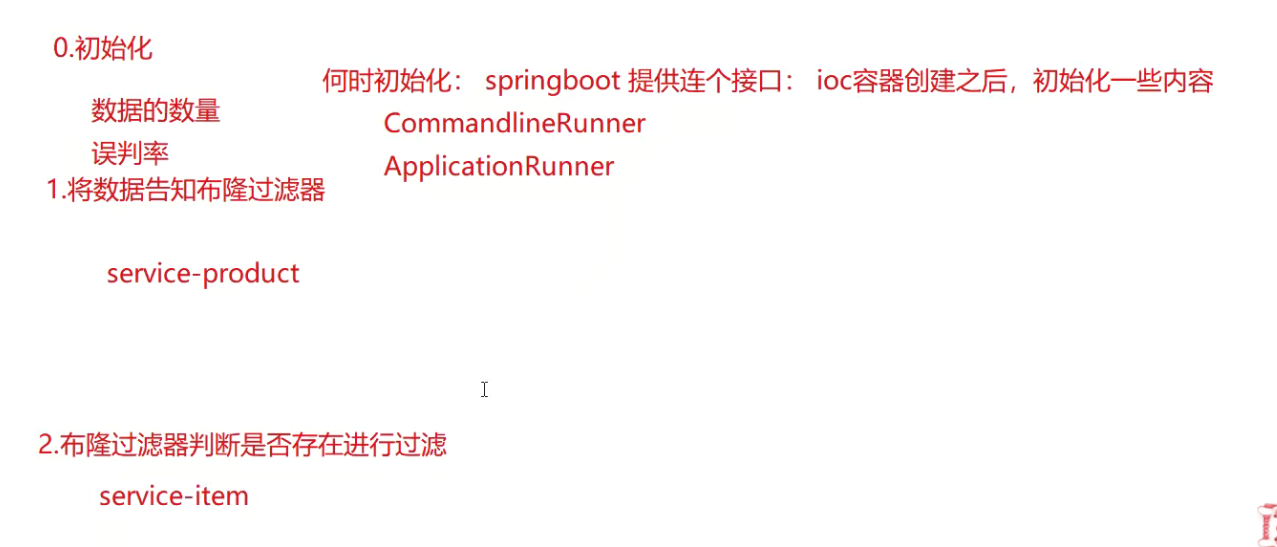 0.初始化
何时初始化： springboot 提供连个接口： ioc容器创建之后，初始化一些内容
数据的数量
CommandlineRunner
误判率
ApplicationRunner
1.将数据告知布隆过滤器
service-product
2.布隆过滤器判断是否存在进行过滤
service-item